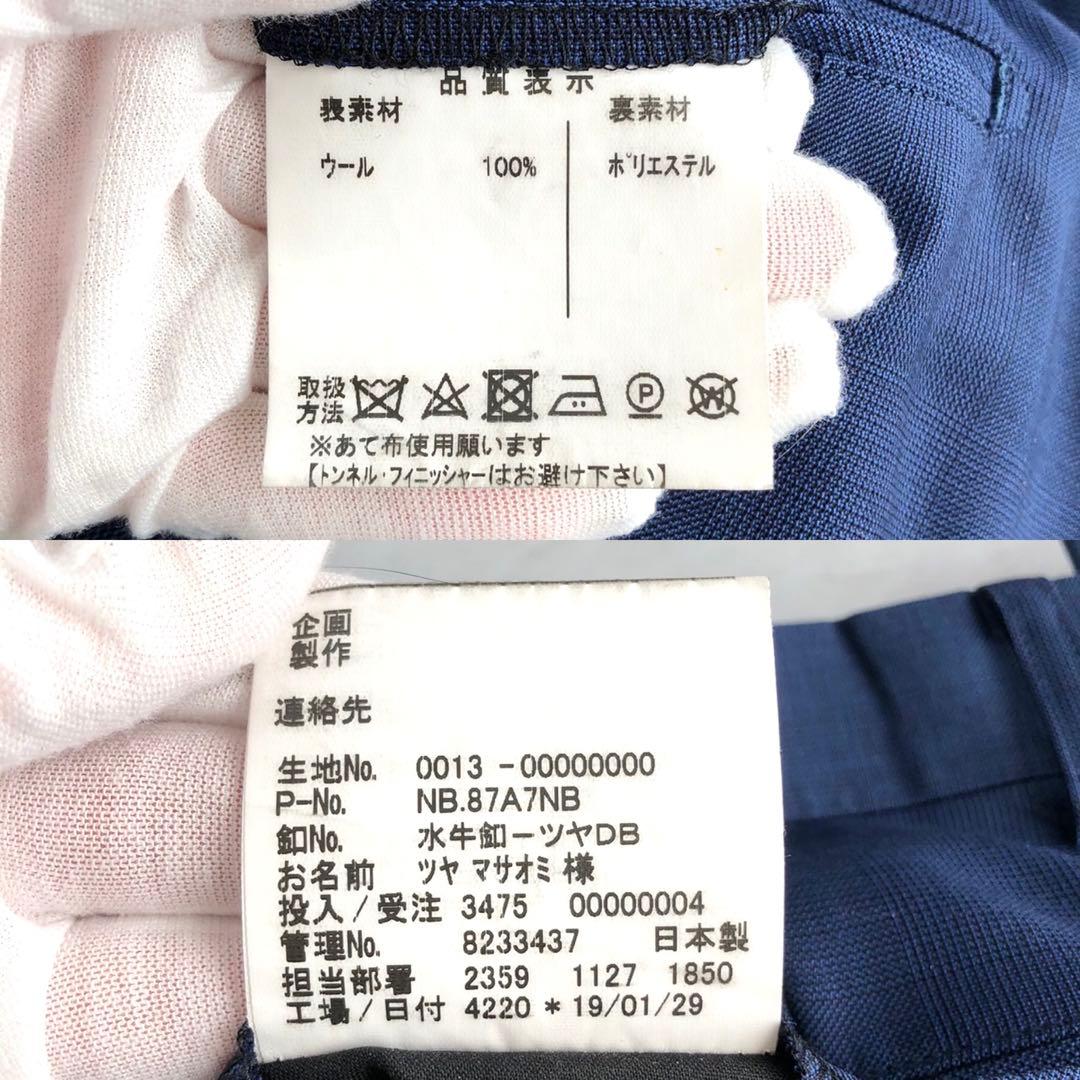 品質表示
表素材 裏素材
ウール 100% ポリエステル
取扱
方法
P
W
※あて布使用願います
【トンネル・フィニッシャーはお避け下さい】
企画
製作
連絡先
生地No. 0013 -00000000
P-No. NB.87A7NB
釦No. 水牛釦ーツヤDB
お名前 ツヤ マサオミ 様
投入/受注 3475 00000004
管理No. 8233437 日本製
担当部署 2359 1127 1850
工場/日付 4220 * 19/01/29